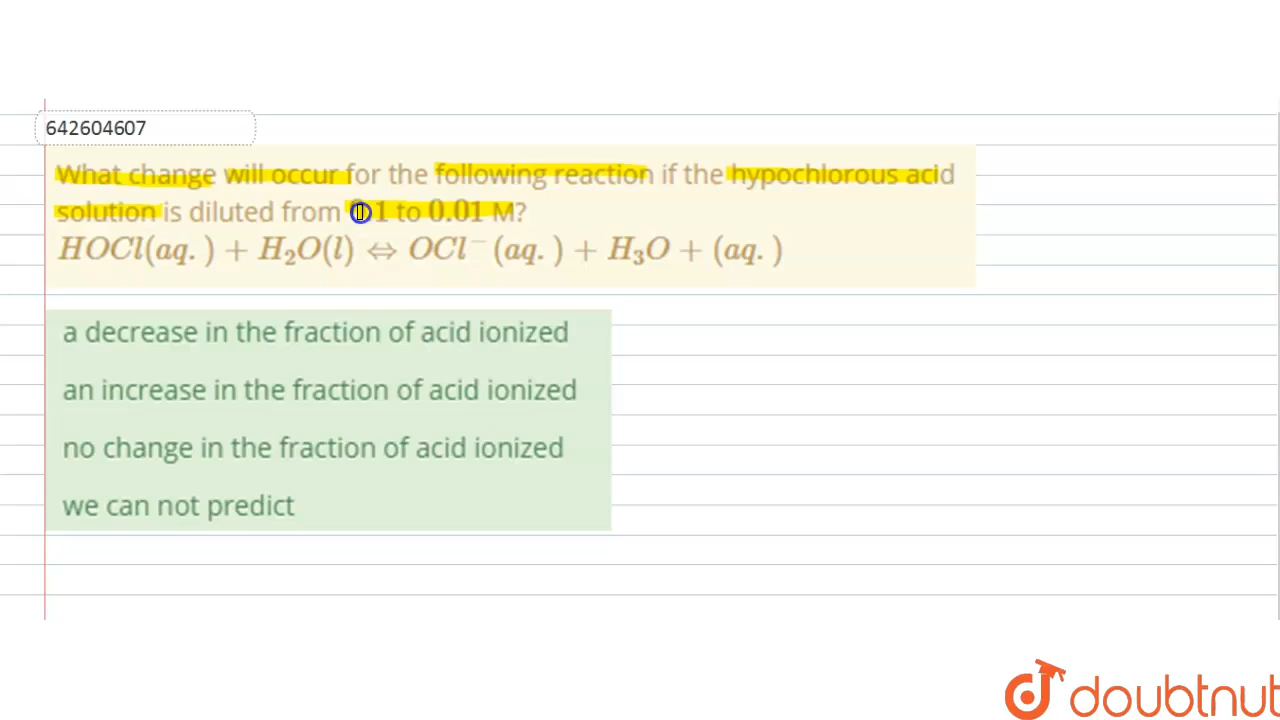 642604607
What change will occur for the following reaction if the hypochlorous acid
solution is diluted from 0.1 to 0.01 M?
HOCl(aq. ) + H₂O(l) ⇔ OCl⁻(aq. ) + H₃O + (aq. )
a decrease in the fraction of acid ionized
an increase in the fraction of acid ionized
no change in the fraction of acid ionized
we can not predict
doubtnut